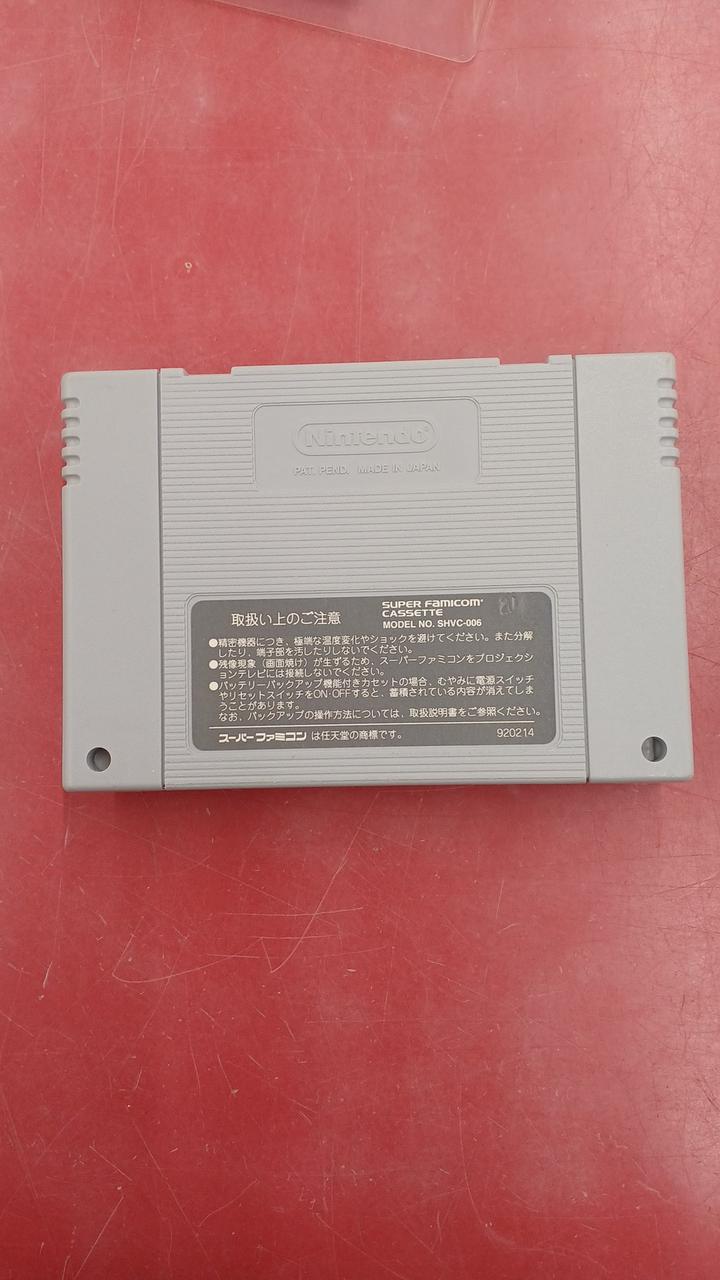 Nintendo
PAT. PEND. MADE IN JAPAN
取扱い上のご注意
SUPER FAMICOM
CASSETTE
MODEL NO. SHVC-006
●精密機器につき、極端な温度変化やショックを避けてください。また分解
したり、端子部を汚したりしないでください。
●残像現象（画面焼け）が生ずるため、スーパーファミコンをプロジェクシ
ョンテレビには接続しないでください。
●バッテリーバックアップ機能付きカセットの場合、むやみに電源スイッチ
やリセットスイッチをON・OFFすると、蓄積されている内容が消えてしま
うことがあります。
なお、バックアップの操作方法については、取扱説明書をご参照ください。
スーパーファミコン は任天堂の商標です。
920214